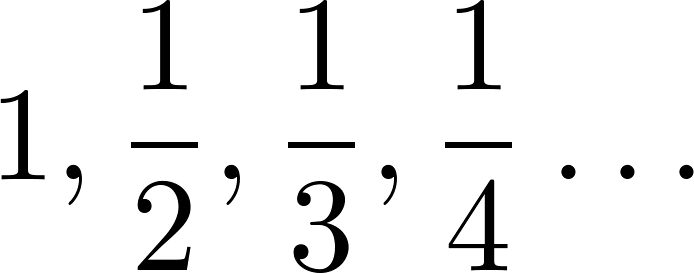 1, 1/2, 1/3, 1/4 ...